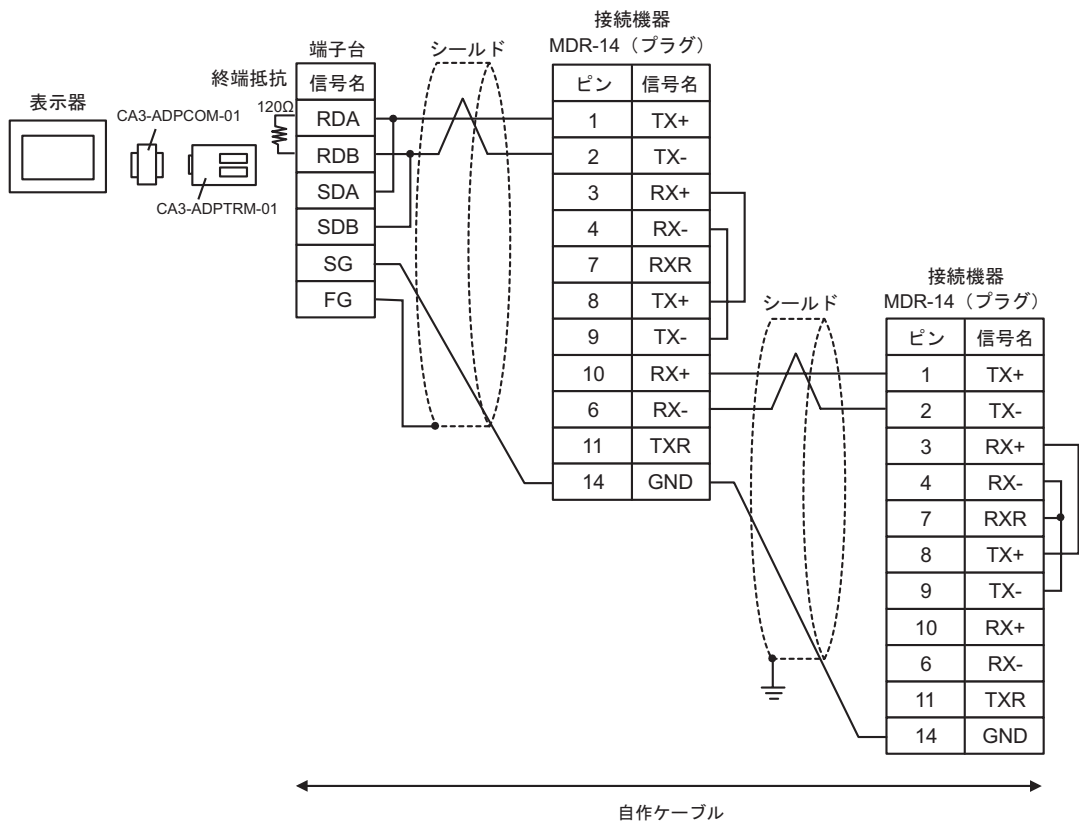 表示器
CA3-ADPCOM-01
CA3-ADPTRM-01
終端抵抗
120Ω
端子台
信号名
RDA
RDB
SDA
SDB
SG
FG
シールド
接続機器
MDR-14（プラグ）
ピン 信号名
1 TX+
2 TX-
3 RX+
4 RX-
7 RXR
8 TX+
9 TX-
10 RX+
6 RX-
11 TXR
14 GND
シールド
接続機器
MDR-14（プラグ）
ピン 信号名
1 TX+
2 TX-
3 RX+
4 RX-
7 RXR
8 TX+
9 TX-
10 RX+
6 RX-
11 TXR
14 GND
自作ケーブル